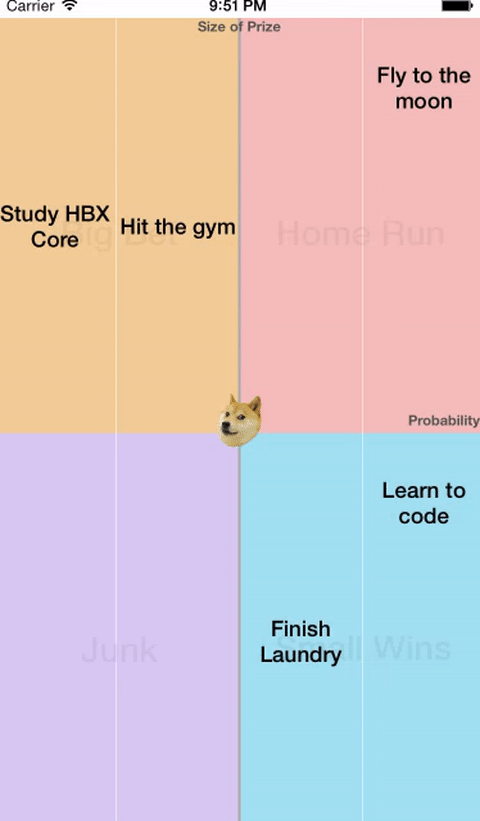 Carrier 9:51 PM
Size of Prize
Fly to the
moon
Study HBX
Core
Big Bet
Hit the gym
Home Run
Probability
Learn to
code
Finish
Laundry
Junk
Small Wins